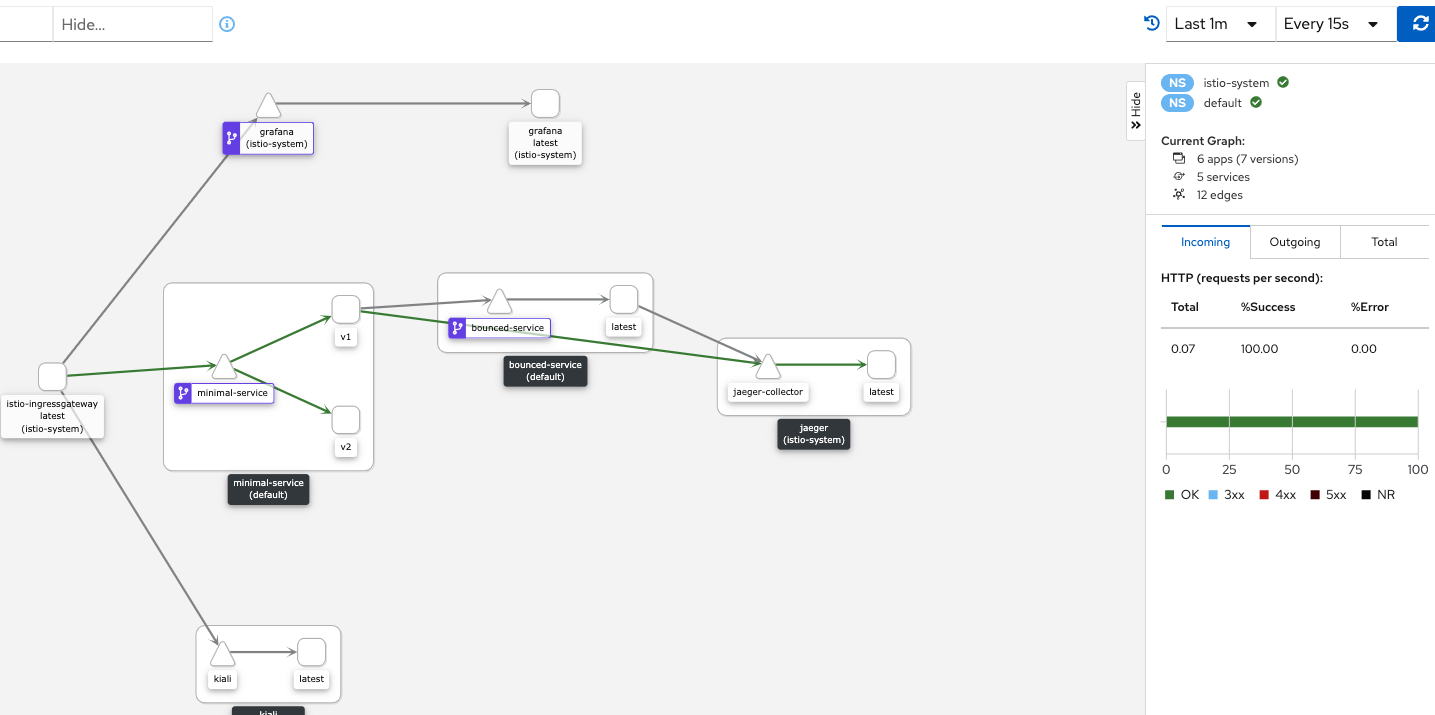 Hide...
Last 1m
Every 15s
Hide
NS istio-system
NS default
Current Graph:
6 apps (7 versions)
5 services
12 edges
Incoming
Outgoing
Total
HTTP (requests per second):
Total %Success %Error
0.07 100.00 0.00
0 25 50 75 100
OK 3xx 4xx 5xx NR
grafana
(istio-system)
grafana
latest
(istio-system)
v1
minimal-service
v2
minimal-service
(default)
bounced-service
latest
bounced-service
(default)
jaeger-collector
latest
jaeger
(istio-system)
istio-ingressgateway
latest
(istio-system)
kiali
latest
kiali